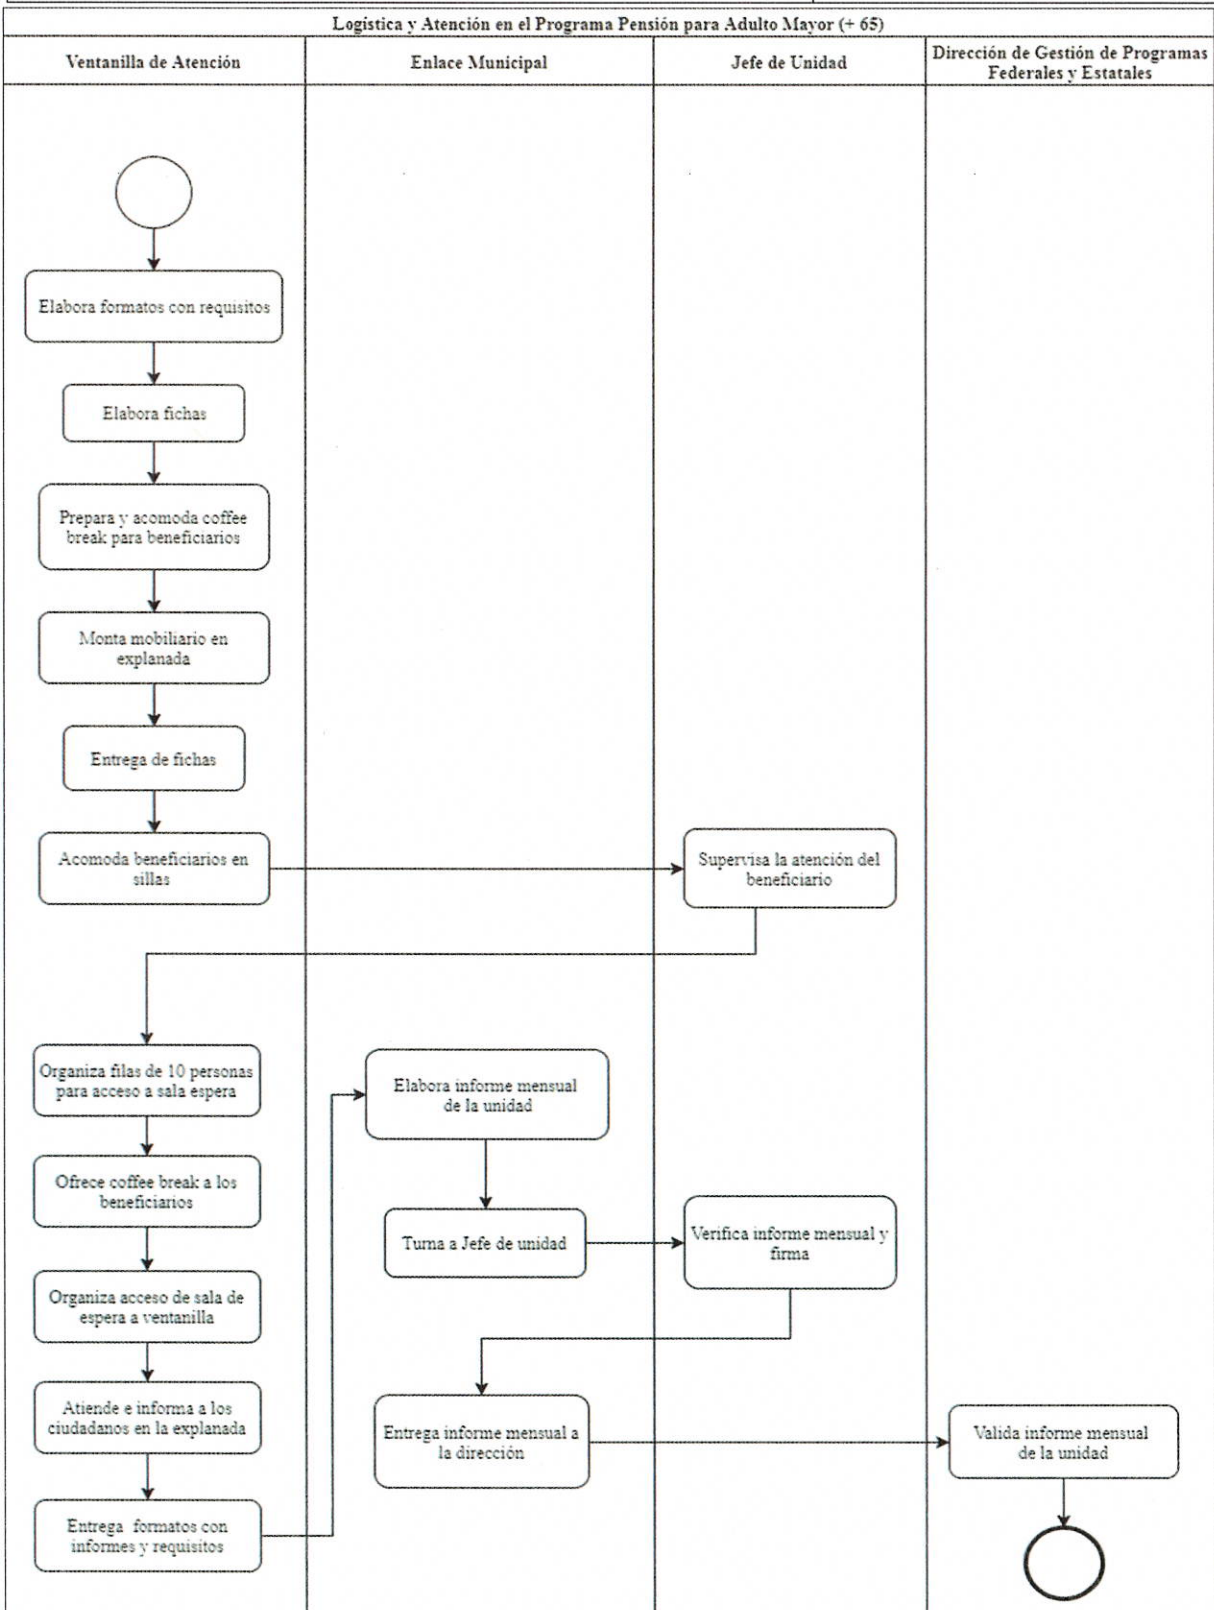 Logística y Atención en el Programa Pensión para Adulto Mayor (+ 65)
Ventanilla de Atención
Enlace Municipal
Jefe de Unidad
Dirección de Gestión de Programas
Federales y Estatales
Elabora formatos con requisitos
Elabora fichas
Prepara y acomoda coffee
break para beneficiarios
Monta mobiliario en
explanada
Entrega de fichas
Acomoda beneficiarios en
sillas
Supervisa la atención del
beneficiario
Organiza filas de 10 personas
para acceso a sala espera
Ofrece coffee break a los
beneficiarios
Organiza acceso de sala de
espera a ventanilla
Atiende e informa a los
ciudadanos en la explanada
Entrega formatos con
informes y requisitos
Elabora informe mensual
de la unidad
Turna a Jefe de unidad
Verifica informe mensual y
firma
Entrega informe mensual a
la dirección
Valida informe mensual
de la unidad